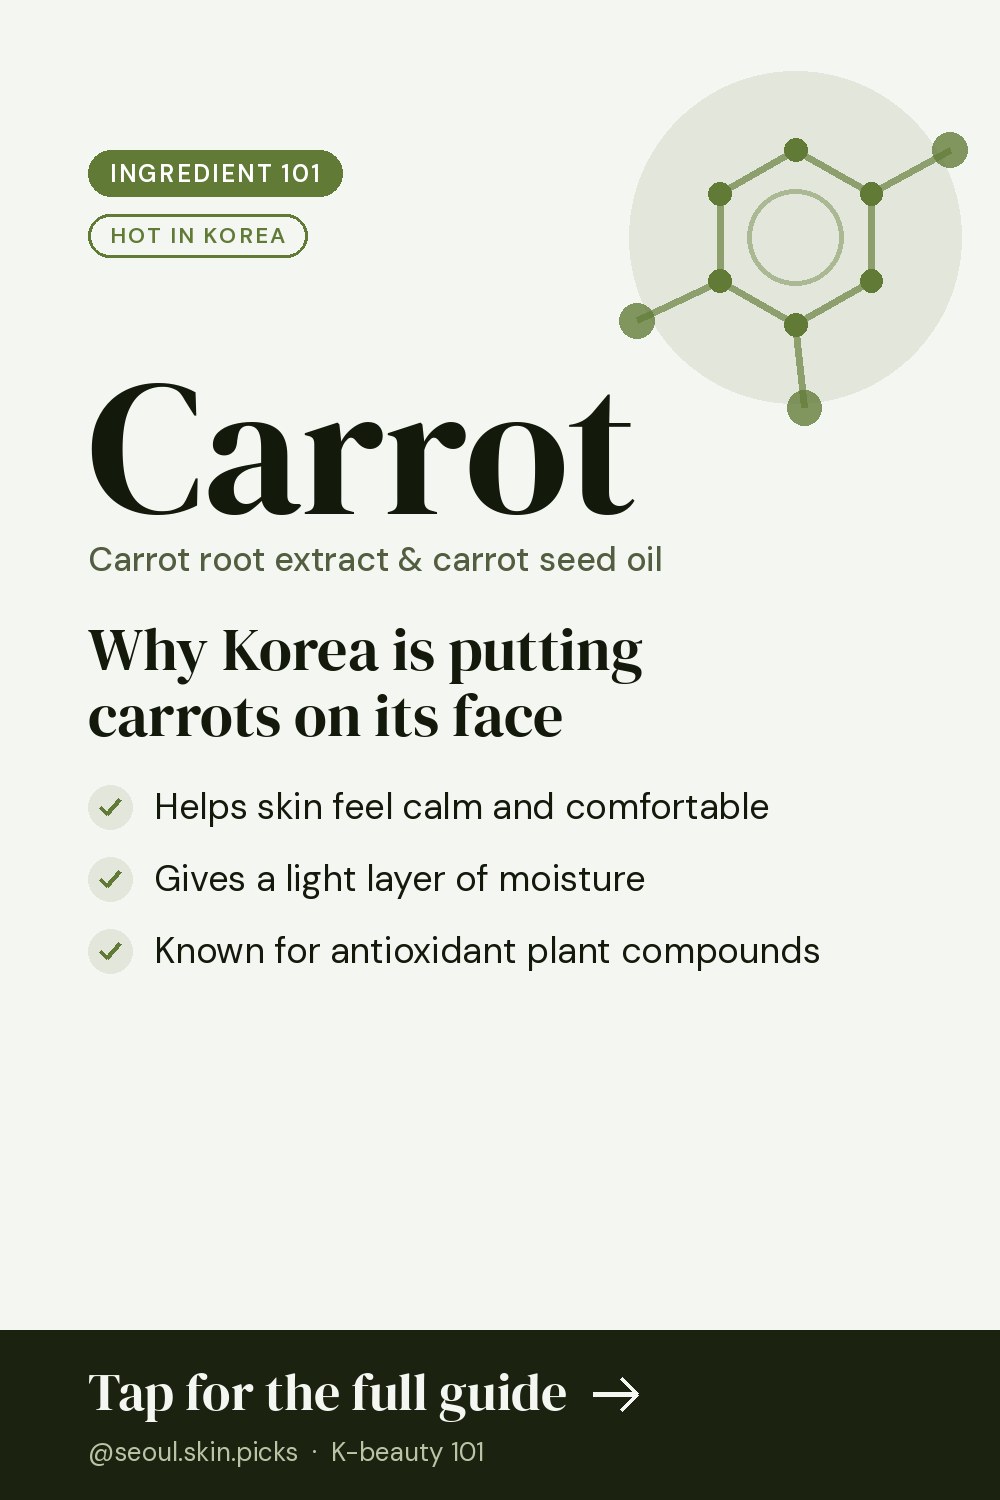 INGREDIENT 101
HOT IN KOREA
Carrot
Carrot root extract & carrot seed oil
Why Korea is putting
carrots on its face
Helps skin feel calm and comfortable
Gives a light layer of moisture
Known for antioxidant plant compounds
Tap for the full guide →
@seoul.skin.picks · K-beauty 101